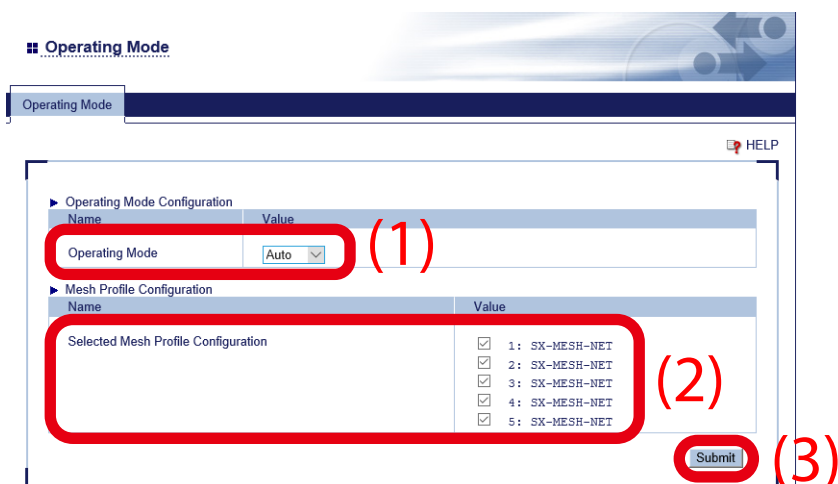 Operating Mode
Operating Mode
HELP
Operating Mode Configuration
Name Value
Operating Mode Auto (1)
Mesh Profile Configuration
Name Value
Selected Mesh Profile Configuration 1: SX-MESH-NET
2: SX-MESH-NET
3: SX-MESH-NET (2)
4: SX-MESH-NET
5: SX-MESH-NET
Submit (3)